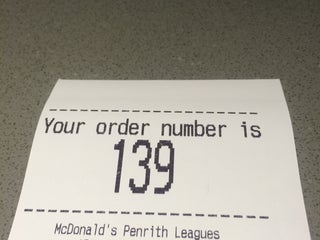 Your order number is
139
McDonald's Penrith Leagues